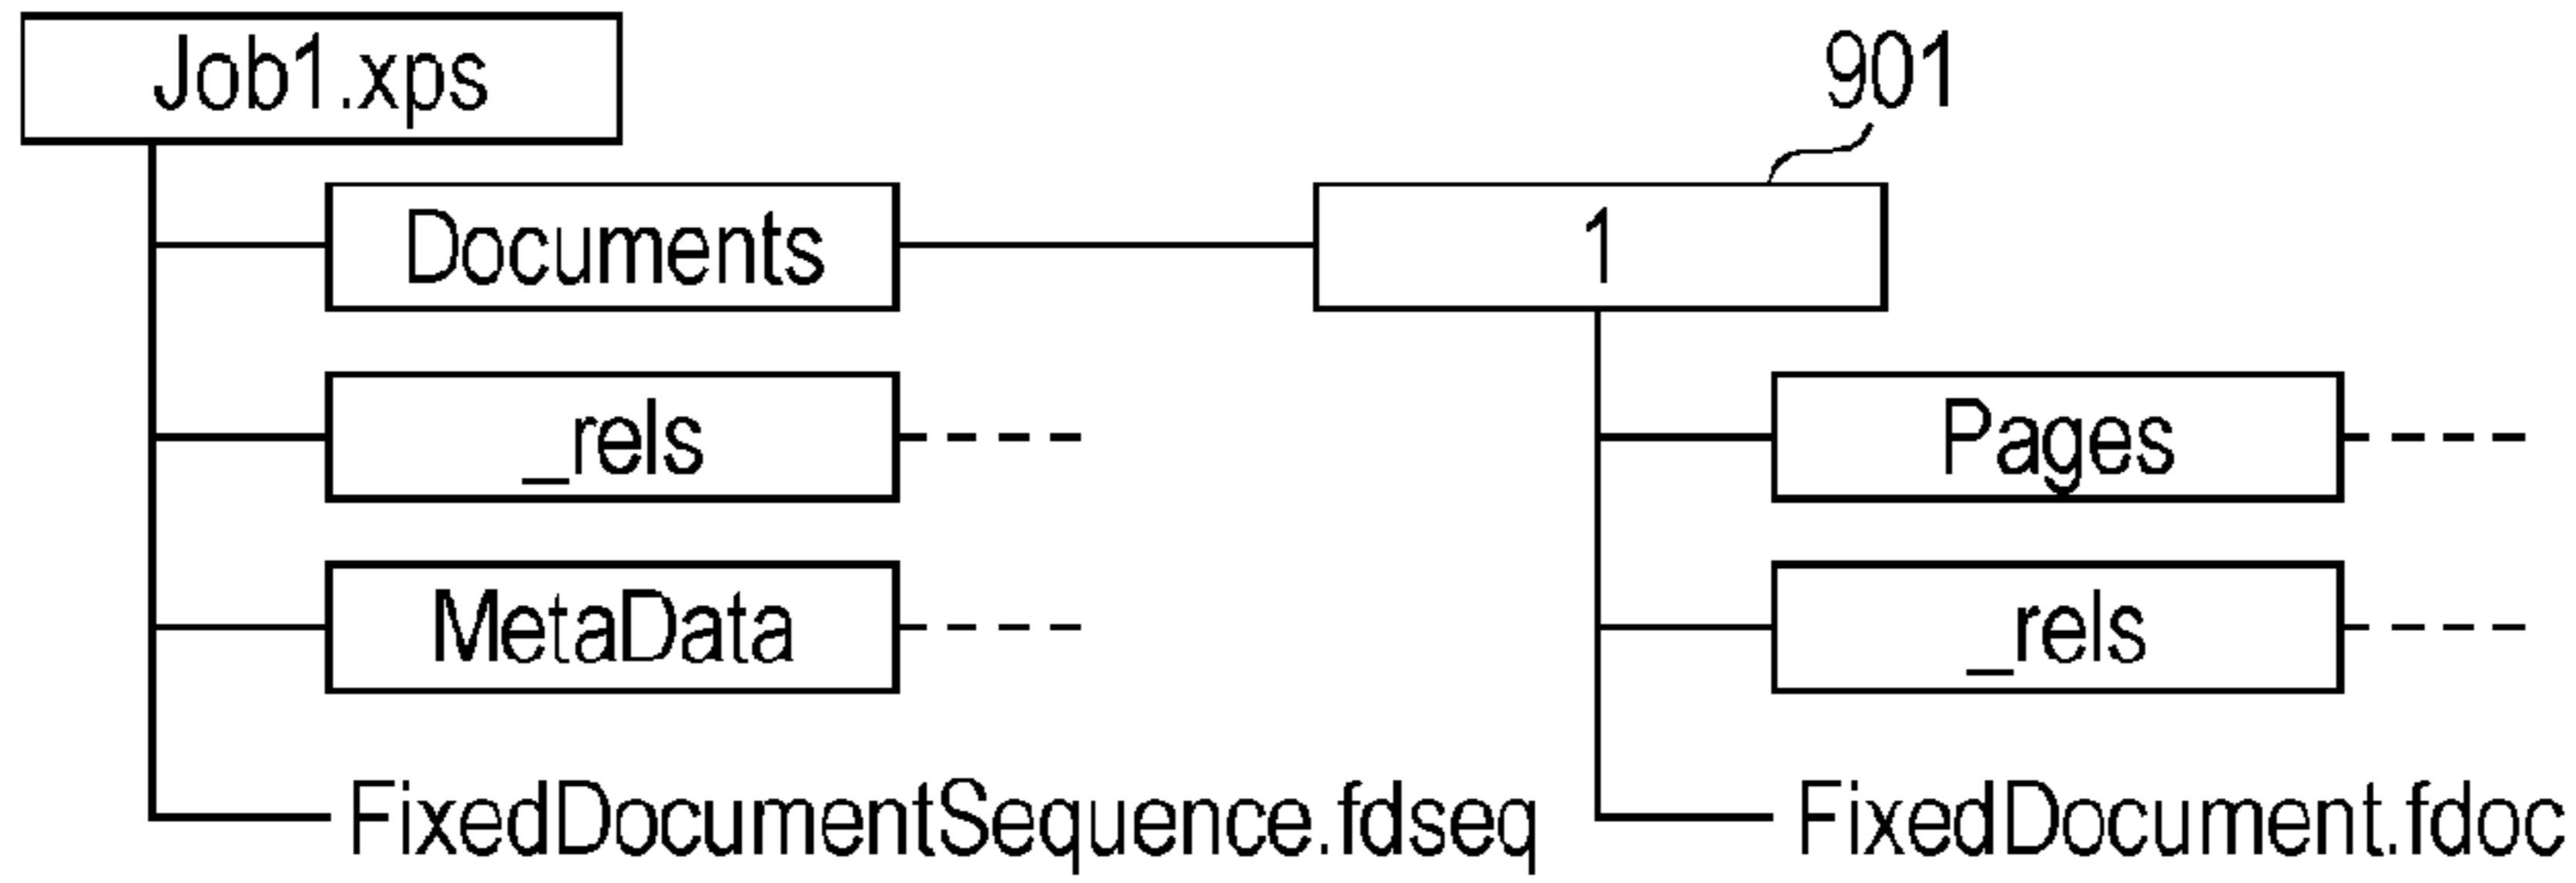 Job1.xps
901
Documents
1
_rels
Pages
MetaData
_rels
FixedDocumentSequence.fdseq
FixedDocument.fdoc